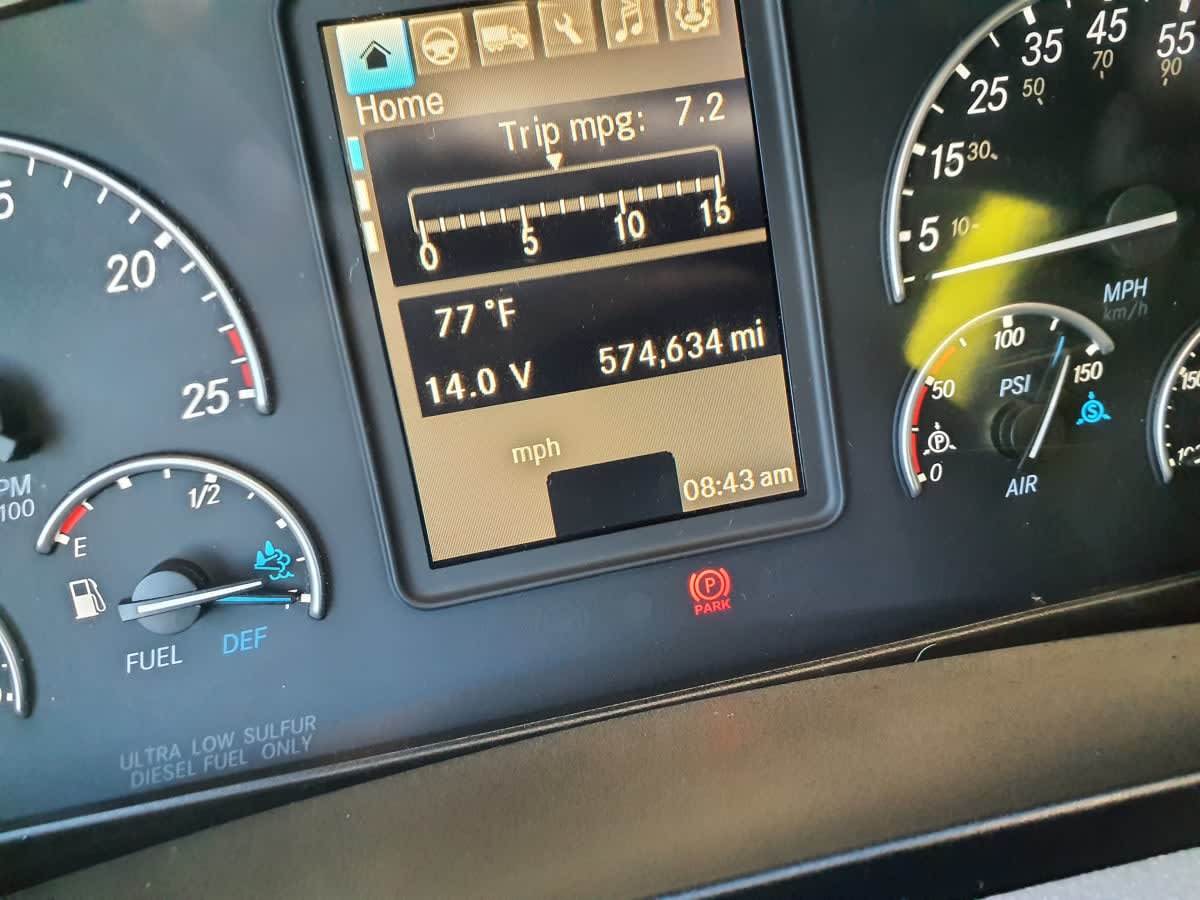 Home
Trip mpg: 7.2
0 5 10 15
77 °F
14.0 V 574,634 mi
mph
08:43 am
20
25
1/2
E
FUEL
DEF
ULTRA LOW SULFUR
DIESEL FUEL ONLY
P
PARK
5 15 25 35 45 55
10 30 50 70 90
MPH
km/h
0 50 100 150
PSI
P
S
AIR
150